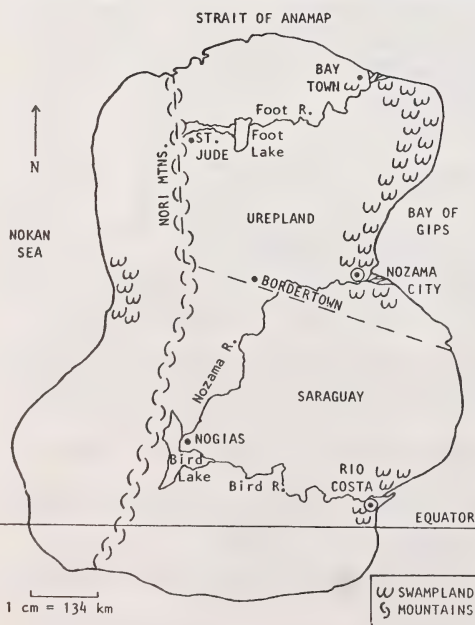 STRAIT OF ANAMAP
BAY
TOWN
Foot R.
ST.
JUDE
Foot
Lake
N
NORI MTNS.
UREPLAND
BAY OF
GIPS
NOKAN
SEA
NOZAMA
CITY
BORDERTOWN
Nozama R.
SARAGUAY
NOGIAS
Bird
Lake
Bird R.
RIO
COSTA
EQUATOR
1 cm = 134 km
SWAMPLAND
MOUNTAINS